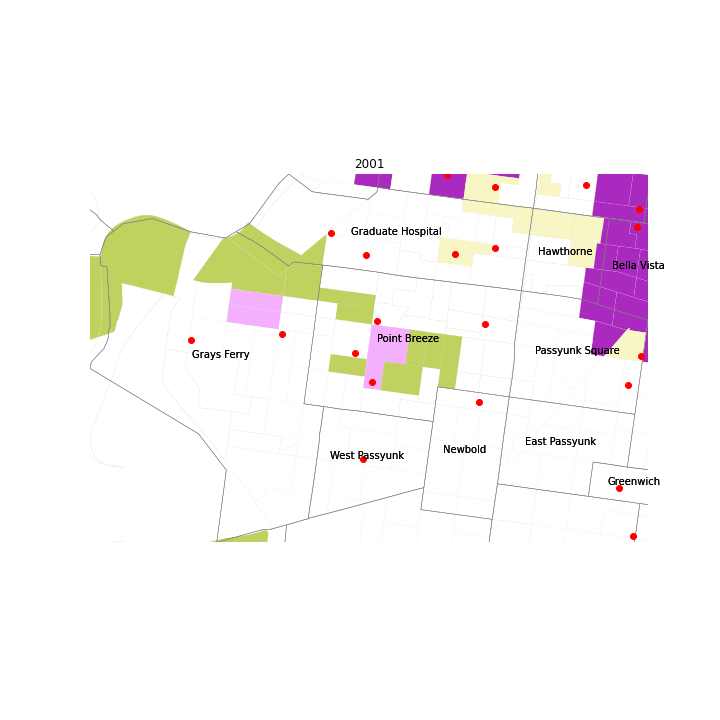 2001
Graduate Hospital
Hawthorne
Bella Vista
Point Breeze
Grays Ferry
Passyunk Square
East Passyunk
Newbold
West Passyunk
Greenwich